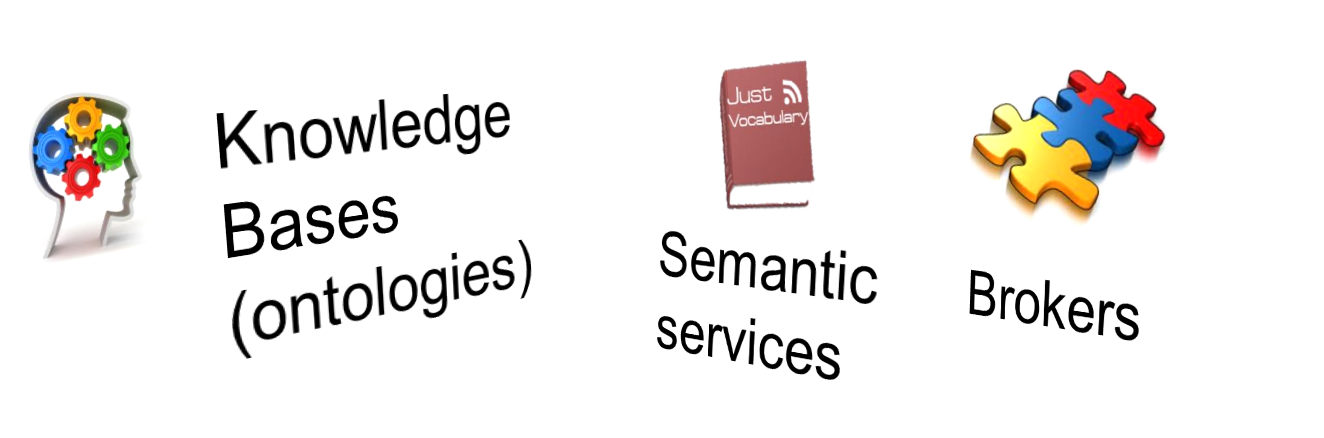 Knowledge
Bases
(ontologies)
Just
Vocabulary
Semantic
services
Brokers